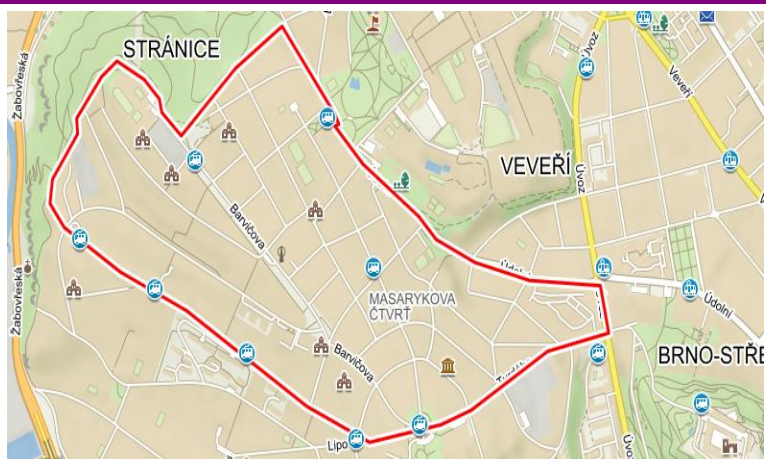 STRÁNICE
Žabovřeská
Úvoz
Veveří
VEVEŘÍ
Úvoz
Barvičova
Žabovřeská
MASARYKOVA
ČTVRŤ
Údolní
Barvičova
BRNO-STŘE
Lipo